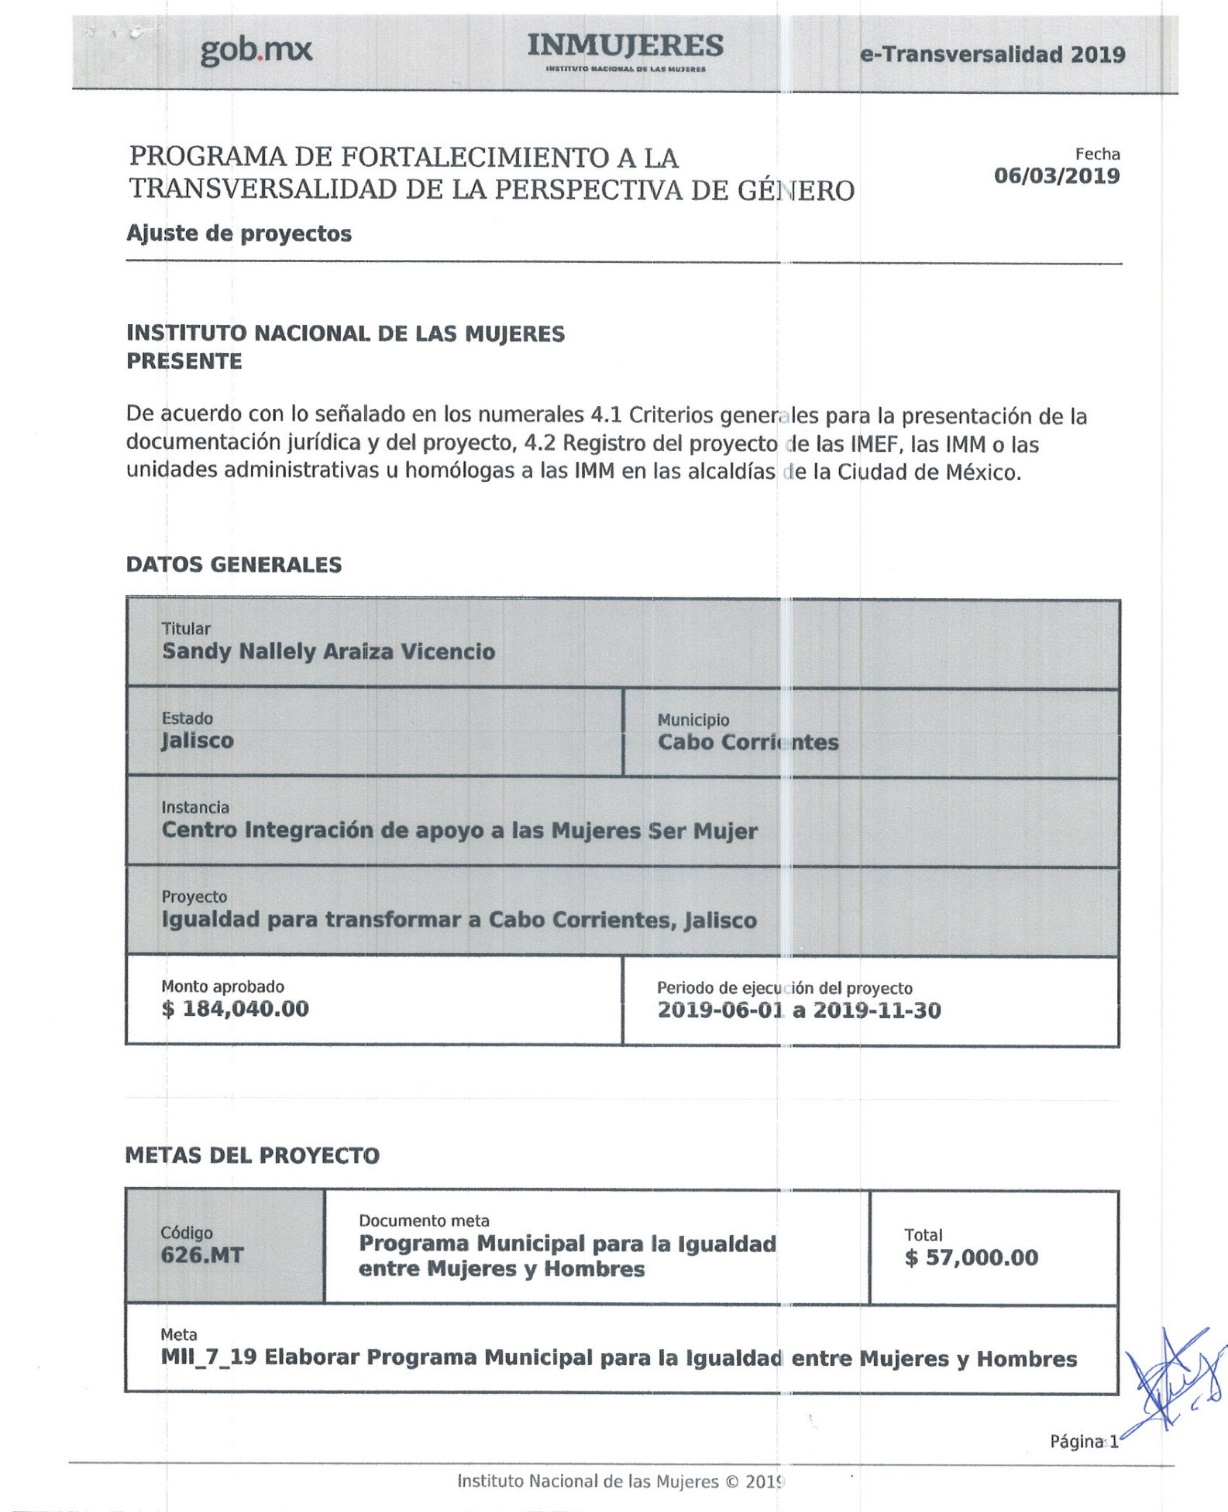 gob.mx
INMUJERES
INSTITUTO NACIONAL DE LAS MUJERES
e-Transversalidad 2019
PROGRAMA DE FORTALECIMIENTO A LA
TRANSVERSALIDAD DE LA PERSPECTIVA DE GÉNERO
Fecha
06/03/2019
Ajuste de proyectos
INSTITUTO NACIONAL DE LAS MUJERES
PRESENTE
De acuerdo con lo señalado en los numerales 4.1 Criterios generales para la presentación de la
documentación jurídica y del proyecto, 4.2 Registro del proyecto de las IMEF, las IMM o las
unidades administrativas u homólogas a las IMM en las alcaldías de la Ciudad de México.
DATOS GENERALES
Titular
Sandy Nallely Araiza Vicencio
Estado
Jalisco
Municipio
Cabo Corrientes
Instancia
Centro Integración de apoyo a las Mujeres Ser Mujer
Proyecto
Igualdad para transformar a Cabo Corrientes, Jalisco
Monto aprobado
$ 184,040.00
Periodo de ejecución del proyecto
2019-06-01 a 2019-11-30
METAS DEL PROYECTO
Código
626.MT
Documento meta
Programa Municipal para la Igualdad
entre Mujeres y Hombres
Total
$ 57,000.00
Meta
MII_7_19 Elaborar Programa Municipal para la Igualdad entre Mujeres y Hombres
Página 1
Instituto Nacional de las Mujeres © 2019